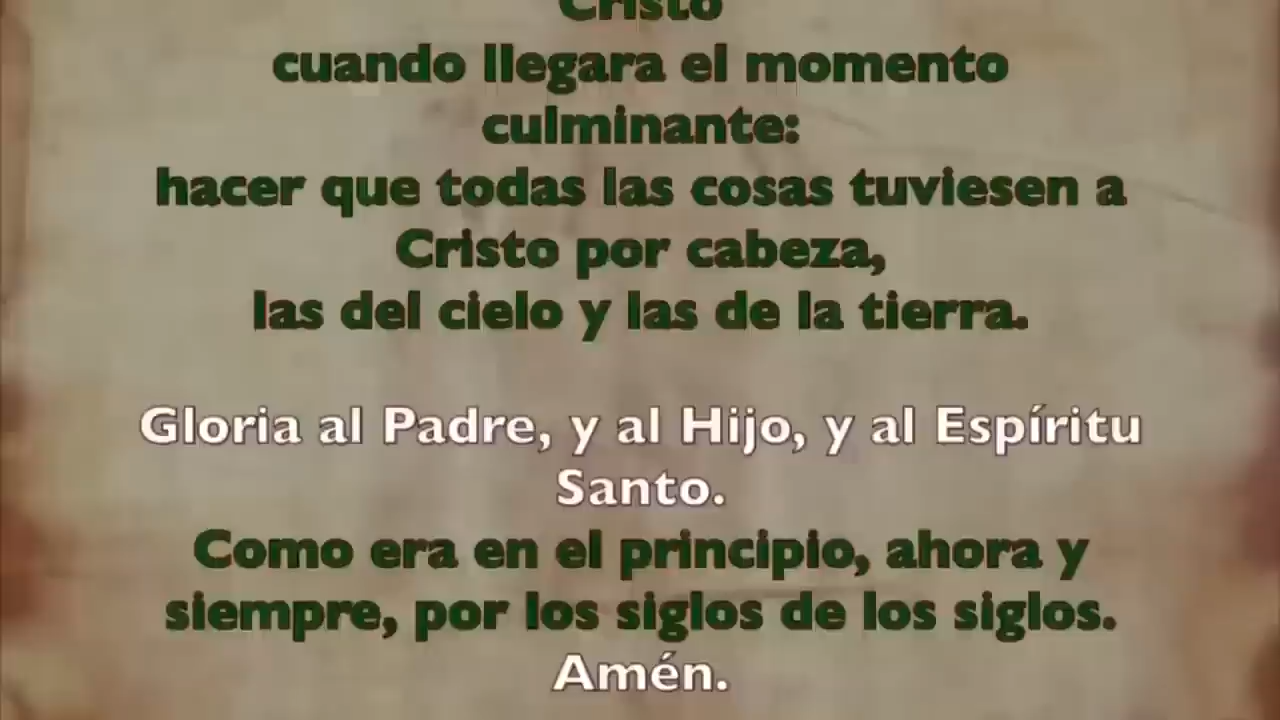 Cristo
cuando llegara el momento
culminante:
hacer que todas las cosas tuviesen a
Cristo por cabeza,
las del cielo y las de la tierra.
Gloria al Padre, y al Hijo, y al Espíritu
Santo.
Como era en el principio, ahora y
siempre, por los siglos de los siglos.
Amén.